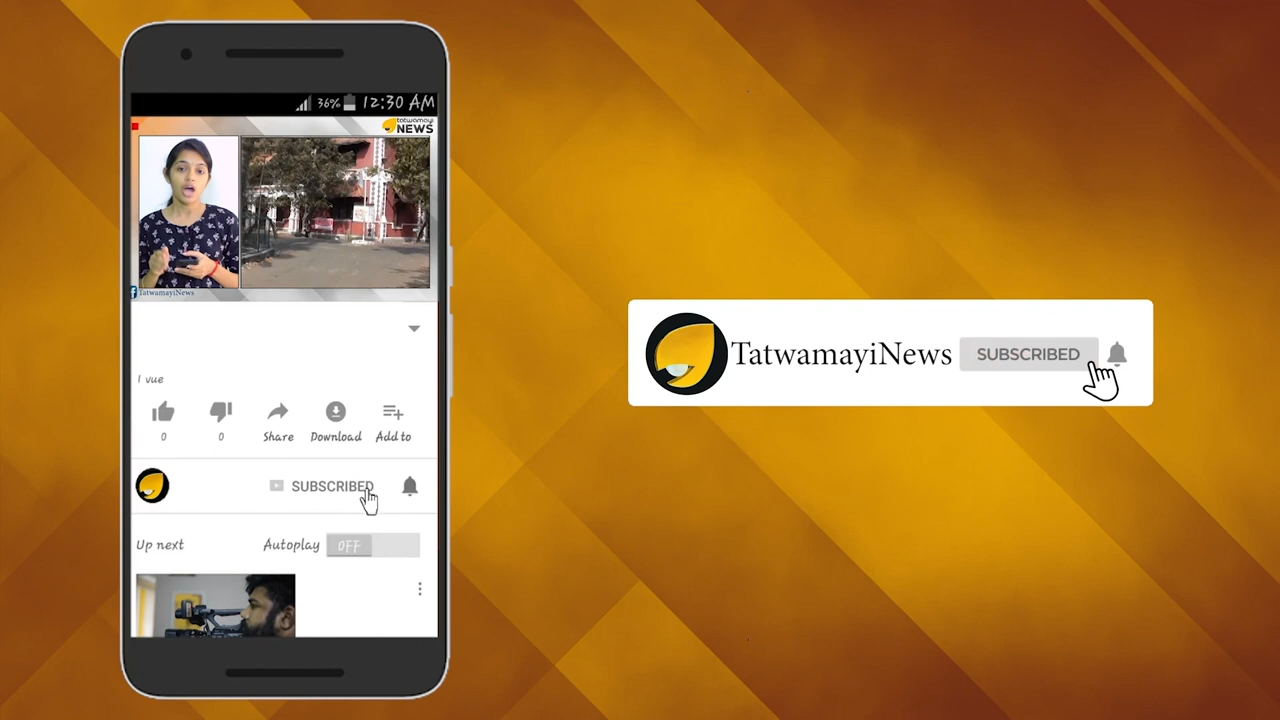 36% 12:30 AM
tatwamayi
NEWS
TatwamayiNews
1 vue
0 0 Share Download Add to
SUBSCRIBED
Up next Autoplay OFF
TatwamayiNews SUBSCRIBED